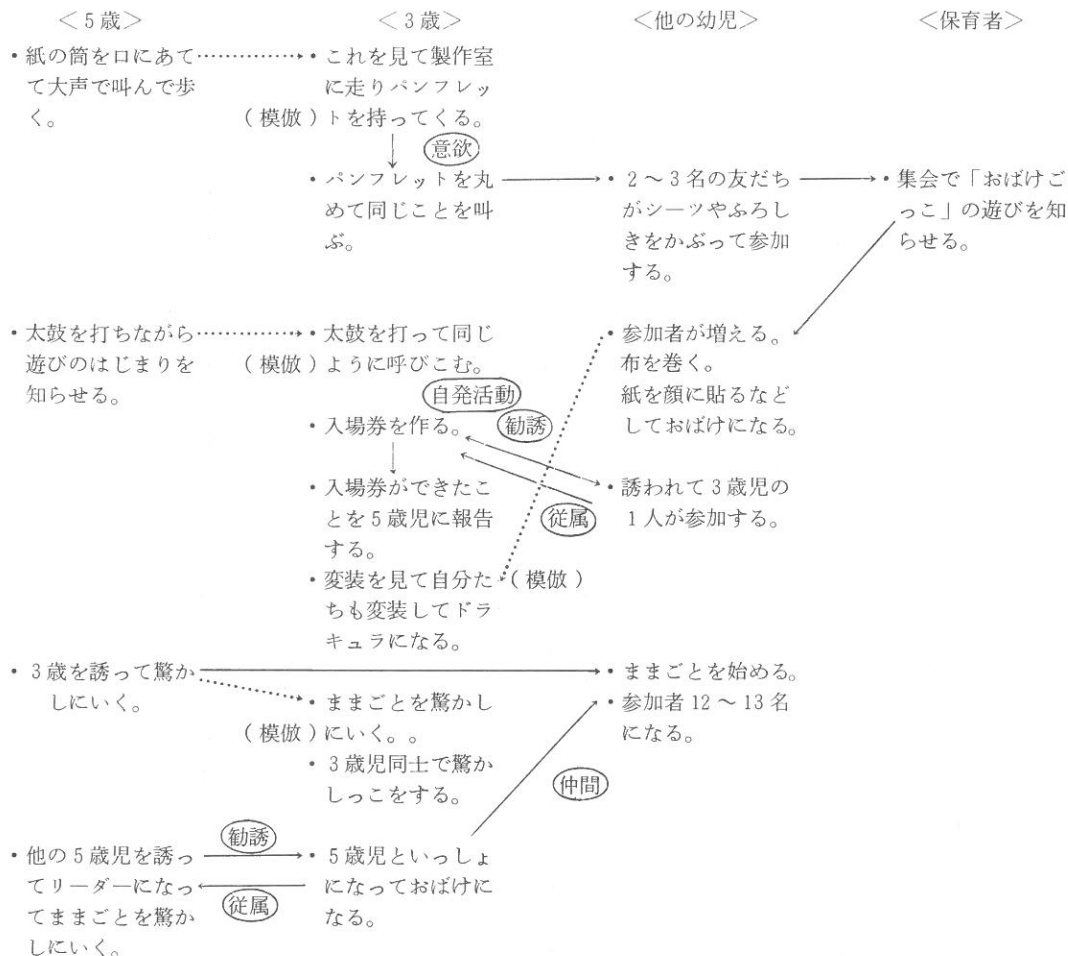 ＜5歳＞
＜3歳＞
＜他の幼児＞
＜保育者＞
・紙の筒を口にあて
て大声で叫んで歩
く。
・これを見て製作室
に走りパンフレッ
（模倣）トを持ってくる。
意欲
・パンフレットを丸
めて同じことを叫
ぶ。
・2～3名の友だち
がシーツやふろし
きをかぶって参加
する。
・集会で「おばけご
っこ」の遊びを知
らせる。
・太鼓を打ちながら
遊びのはじまりを
知らせる。
・太鼓を打って同じ
（模倣）ように呼びこむ。
自発活動
・入場券を作る。
勧誘
・参加者が増える。
布を巻く。
紙を顔に貼るなど
しておばけになる。
・入場券ができたこ
とを5歳児に報告
する。
従属
・誘われて3歳児の
1人が参加する。
・変装を見て自分た
ちも変装してドラ
キュラになる。
（模倣）
・3歳を誘って驚か
しにいく。
・ままごとを驚かし
（模倣）にいく。。
・3歳児同士で驚か
しっこをする。
・ままごとを始める。
・参加者12～13名
になる。
仲間
・他の5歳児を誘っ
てリーダーになっ
てままごとを驚か
しにいく。
勧誘
従属
・5歳児といっしょ
になっておばけに
なる。